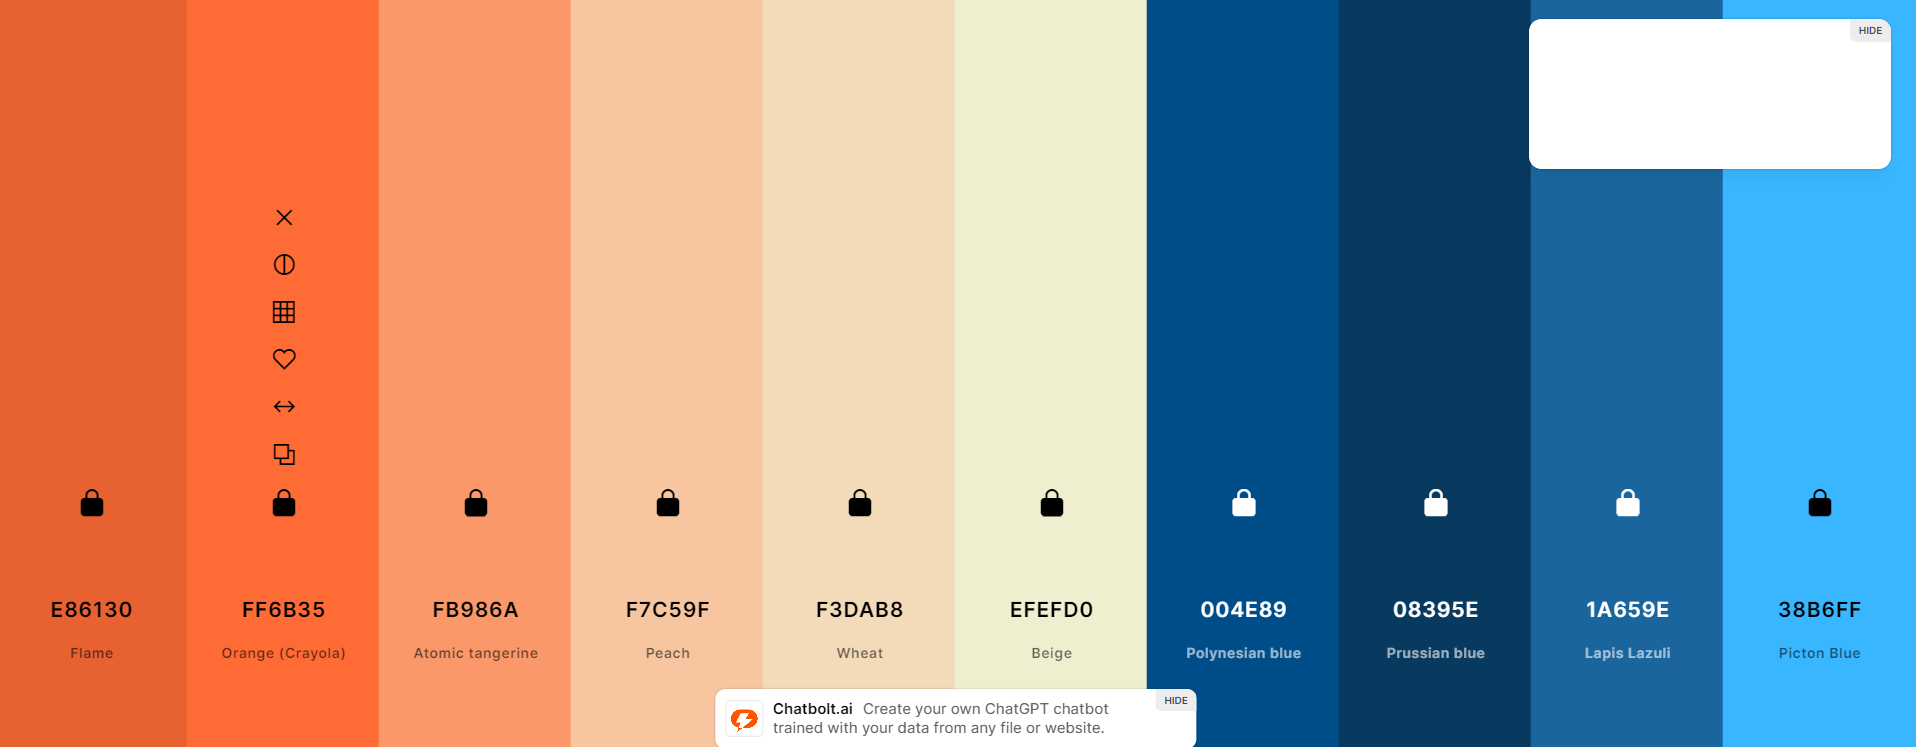 HIDE
E86130
FF6B35
FB986A
F7C59F
F3DAB8
EFEFD0
004E89
08395E
1A659E
38B6FF
Flame
Orange (Crayola)
Atomic tangerine
Peach
Wheat
Beige
Polynesian blue
Prussian blue
Lapis Lazuli
Picton Blue
HIDE
Chatbolt.ai Create your own ChatGPT chatbot
trained with your data from any file or website.